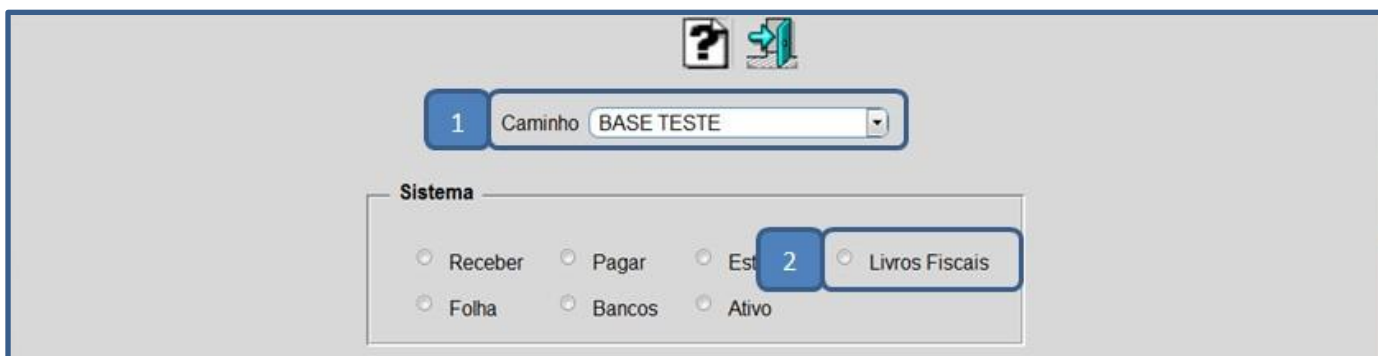 ?
1 Caminho BASE TESTE
Sistema
Receber Pagar Est 2 Livros Fiscais
Folha Bancos Ativo